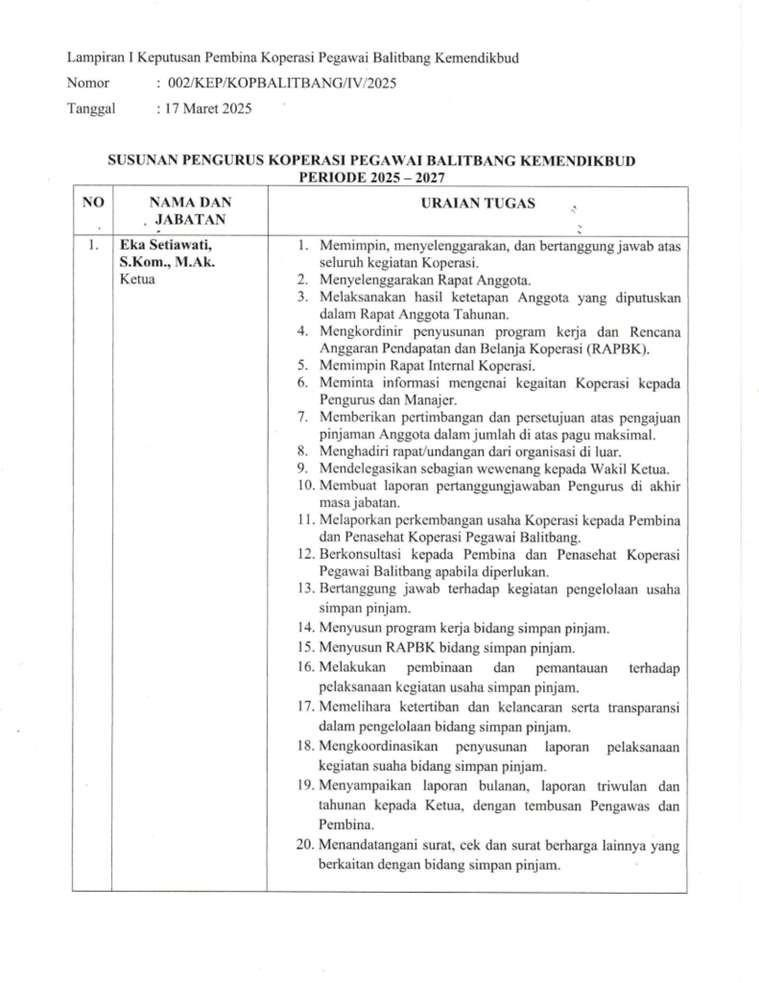 Lampiran I Keputusan Pembina Koperasi Pegawai Balitbang Kemendikbud
Nomor : 002/KEP/KOPBALITBANG/IV/2025
Tanggal : 17 Maret 2025
SUSUNAN PENGURUS KOPERASI PEGAWAI BALITBANG KEMENDIKBUD
PERIODE 2025 – 2027
NO
NAMA DAN
JABATAN
URAIAN TUGAS
1.
Eka Setiawati,
S.Kom., M.Ak.
Ketua
1. Memimpin, menyelenggarakan, dan bertanggung jawab atas
seluruh kegiatan Koperasi.
2. Menyelenggarakan Rapat Anggota.
3. Melaksanakan hasil ketetapan Anggota yang diputuskan
dalam Rapat Anggota Tahunan.
4. Mengkordinir penyusunan program kerja dan Rencana
Anggaran Pendapatan dan Belanja Koperasi (RAPBK).
5. Memimpin Rapat Internal Koperasi.
6. Meminta informasi mengenai kegaitan Koperasi kepada
Pengurus dan Manajer.
7. Memberikan pertimbangan dan persetujuan atas pengajuan
pinjaman Anggota dalam jumlah di atas pagu maksimal.
8. Menghadiri rapat/undangan dari organisasi di luar.
9. Mendelegasikan sebagian wewenang kepada Wakil Ketua.
10. Membuat laporan pertanggungjawaban Pengurus di akhir
masa jabatan.
11. Melaporkan perkembangan usaha Koperasi kepada Pembina
dan Penasehat Koperasi Pegawai Balitbang.
12. Berkonsultasi kepada Pembina dan Penasehat Koperasi
Pegawai Balitbang apabila diperlukan.
13. Bertanggung jawab terhadap kegiatan pengelolaan usaha
simpan pinjam.
14. Menyusun program kerja bidang simpan pinjam.
15. Menyusun RAPBK bidang simpan pinjam.
16. Melakukan pembinaan dan pemantauan terhadap
pelaksanaan kegiatan usaha simpan pinjam.
17. Memelihara ketertiban dan kelancaran serta transparansi
dalam pengelolaan bidang simpan pinjam.
18. Mengkoordinasikan penyusunan laporan pelaksanaan
kegiatan suaha bidang simpan pinjam.
19. Menyampaikan laporan bulanan, laporan triwulan dan
tahunan kepada Ketua, dengan tembusan Pengawas dan
Pembina.
20. Menandatangani surat, cek dan surat berharga lainnya yang
berkaitan dengan bidang simpan pinjam.